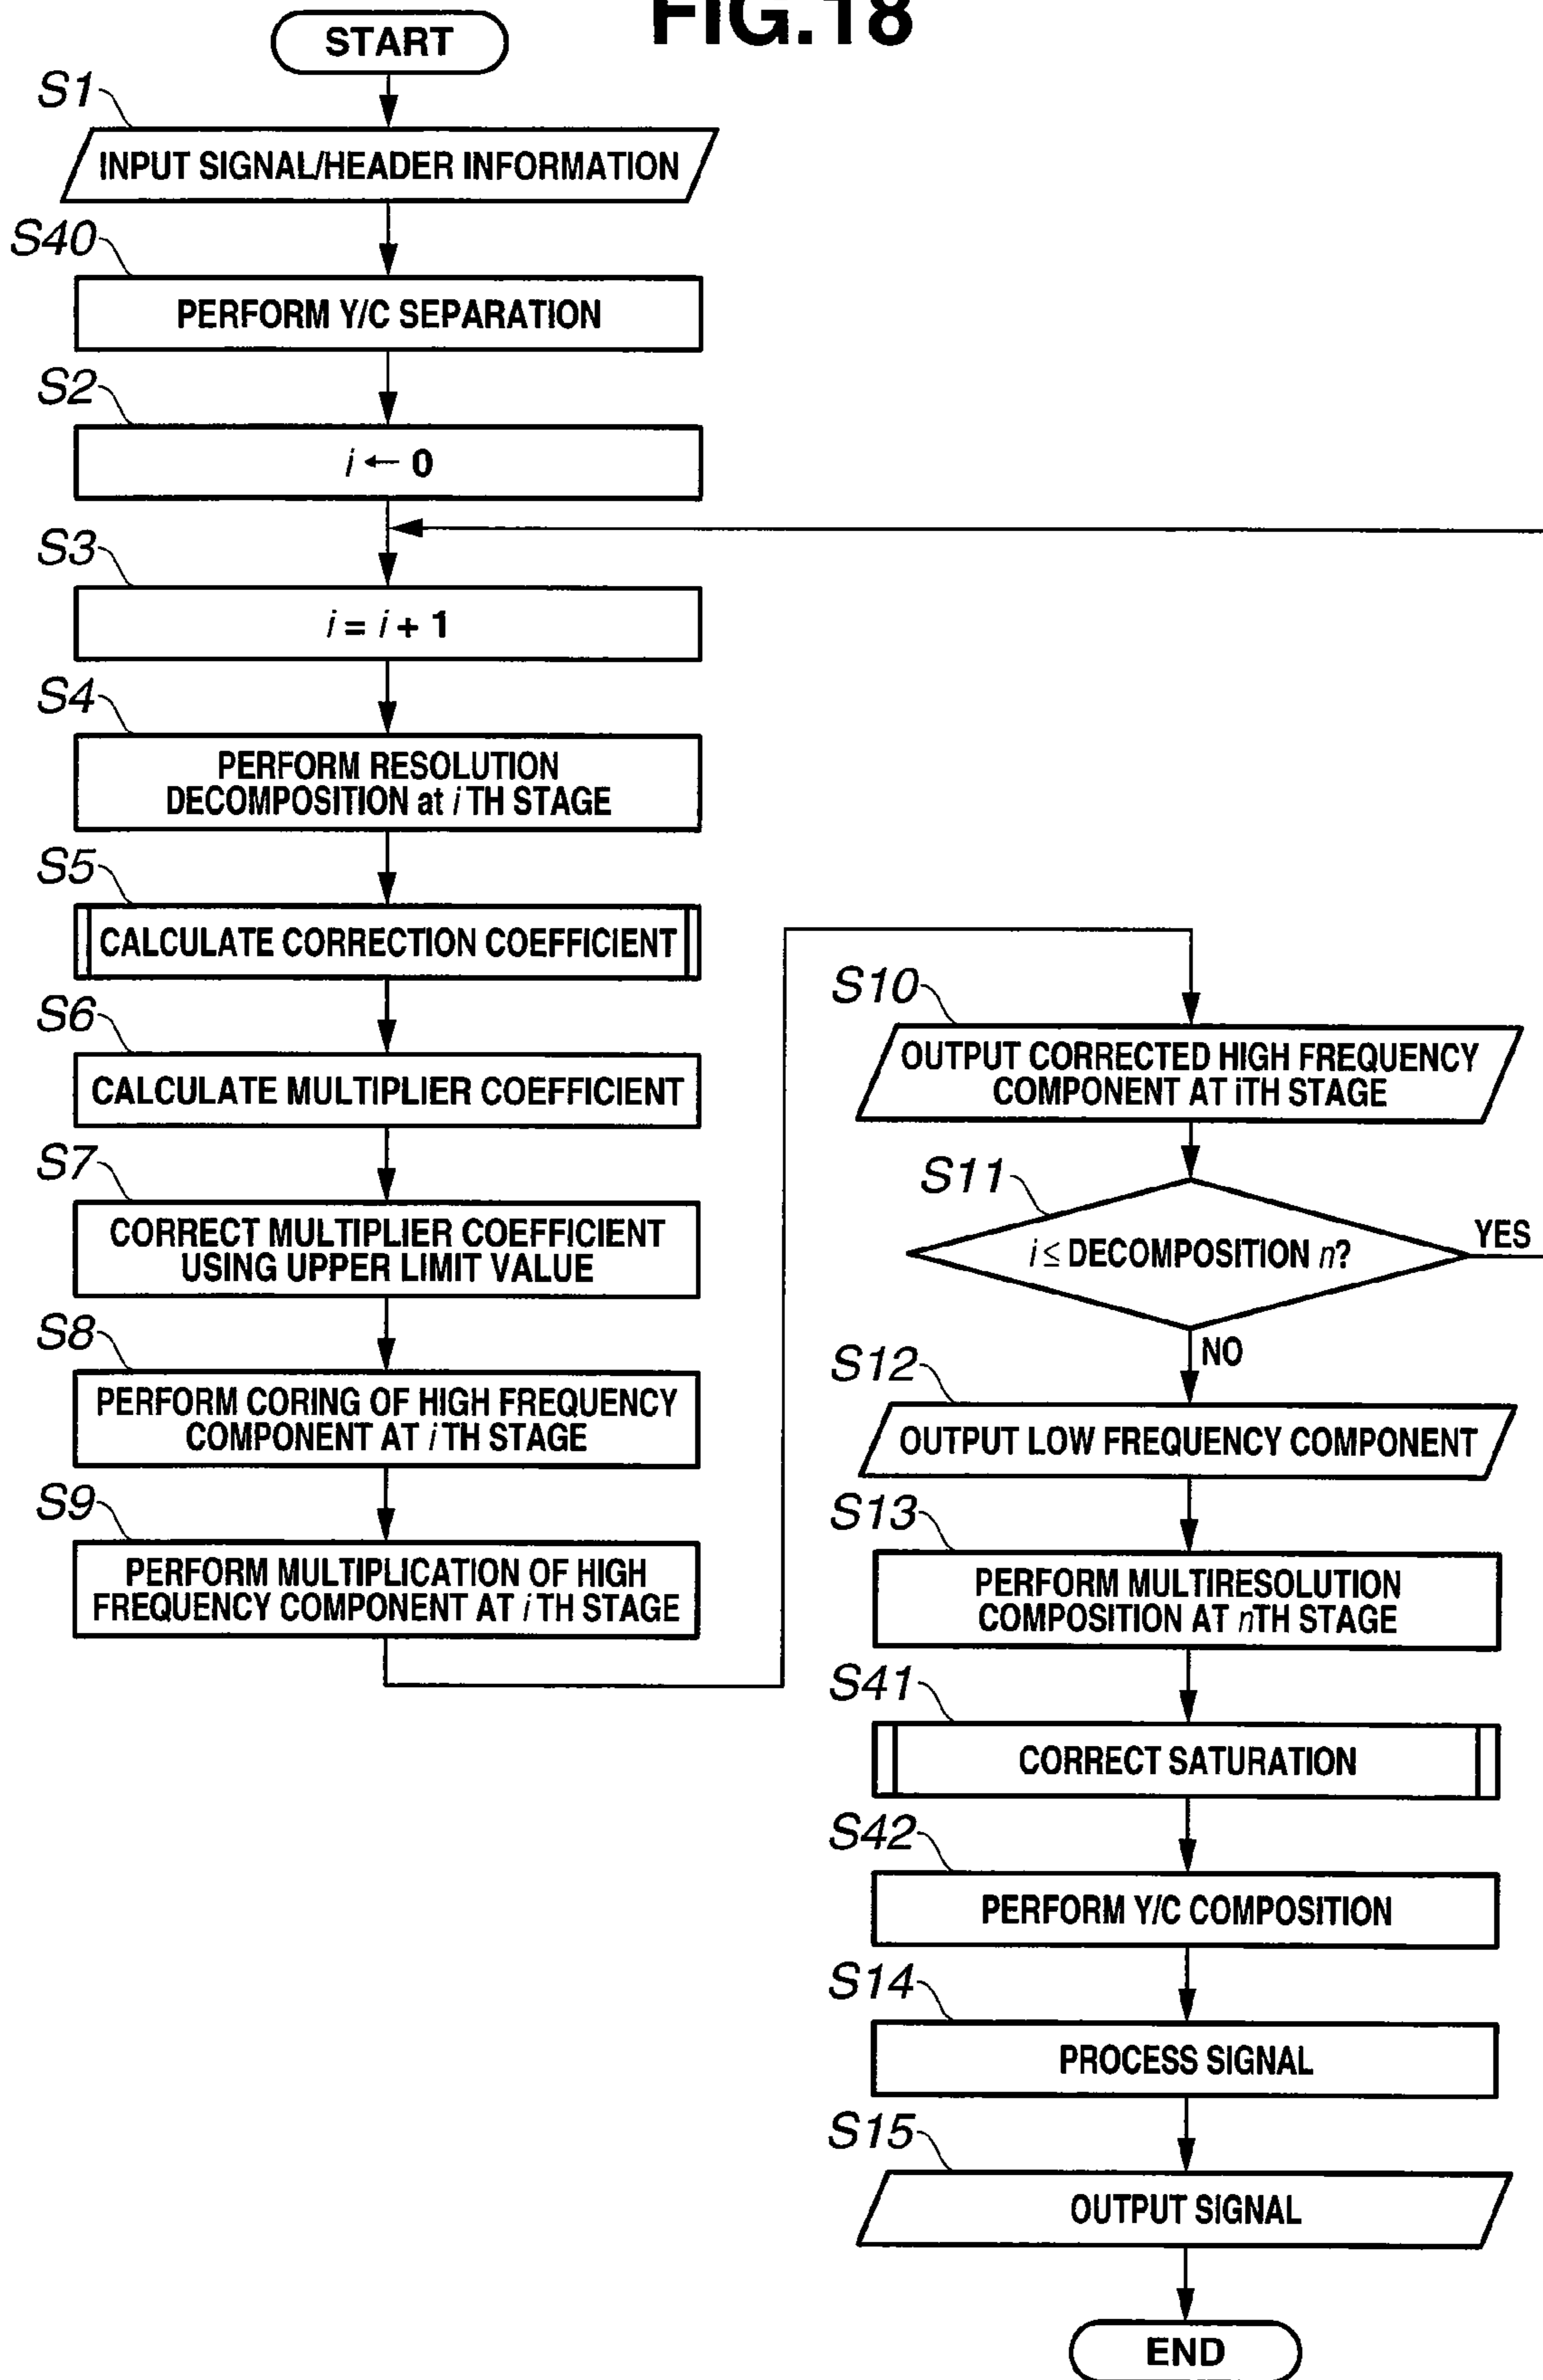 FIG.18
START
S1
INPUT SIGNAL/HEADER INFORMATION
S40
PERFORM Y/C SEPARATION
S2
i ← 0
S3
i = i + 1
S4
PERFORM RESOLUTION
DECOMPOSITION at i TH STAGE
S5
CALCULATE CORRECTION COEFFICIENT
S6
CALCULATE MULTIPLIER COEFFICIENT
S7
CORRECT MULTIPLIER COEFFICIENT
USING UPPER LIMIT VALUE
S8
PERFORM CORING OF HIGH FREQUENCY
COMPONENT AT i TH STAGE
S9
PERFORM MULTIPLICATION OF HIGH
FREQUENCY COMPONENT AT i TH STAGE
S10
OUTPUT CORRECTED HIGH FREQUENCY
COMPONENT AT iTH STAGE
S11
i ≤ DECOMPOSITION n?
YES
NO
S12
OUTPUT LOW FREQUENCY COMPONENT
S13
PERFORM MULTIRESOLUTION
COMPOSITION AT nTH STAGE
S41
CORRECT SATURATION
S42
PERFORM Y/C COMPOSITION
S14
PROCESS SIGNAL
S15
OUTPUT SIGNAL
END